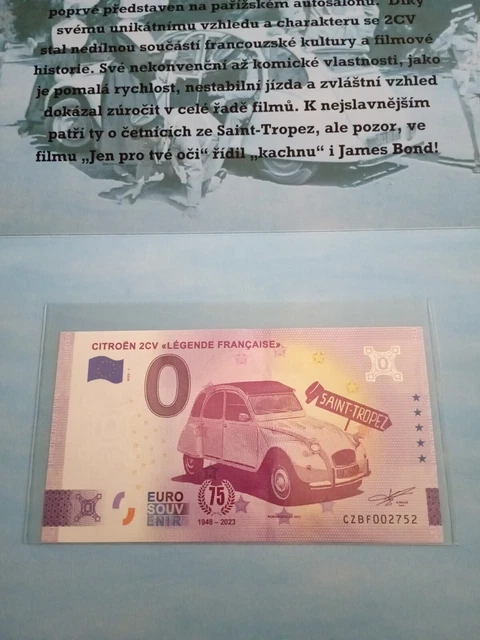 poprvé představen na pařížském autosalonu. Díky
svému unikátnímu vzhledu a charakteru se 2CV
stal nedílnou součástí francouzské kultury a filmové
historie. Své nekonvenční až komické vlastnosti, jako
je pomalá rychlost, nestabilní jízda a zvláštní vzhled
dokázal zúročit v celé řadě filmů. K nejslavnějším
patří ty o četnících ze Saint-Tropez, ale pozor, ve
filmu „Jen pro tvé oči“ řídil „kachnu“ i James Bond!
CITROËN 2CV «LÉGENDE FRANÇAISE»
0
0
SAINT-TROPEZ
EURO
SOUV
ENIR
75
1948 – 2023
0
CZBF002752